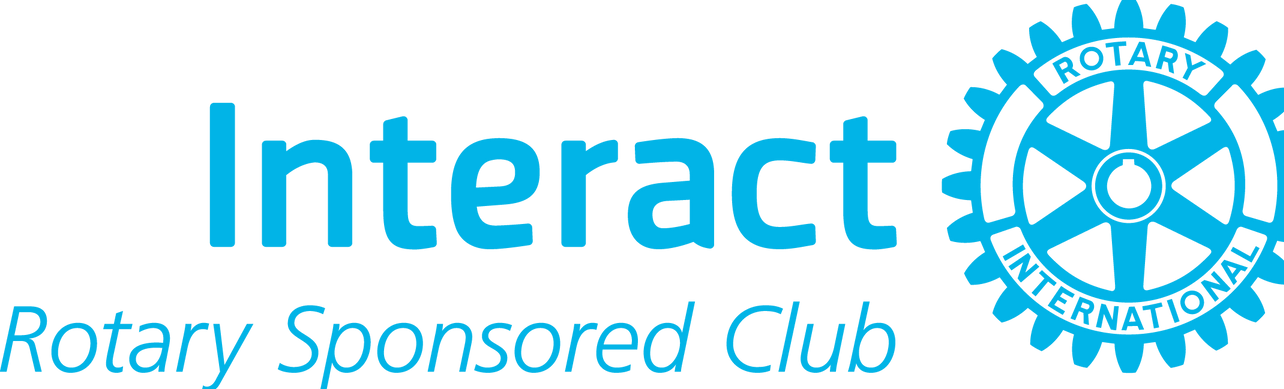 Interact
Rotary Sponsored Club
ROTARY
INTERNATIONAL